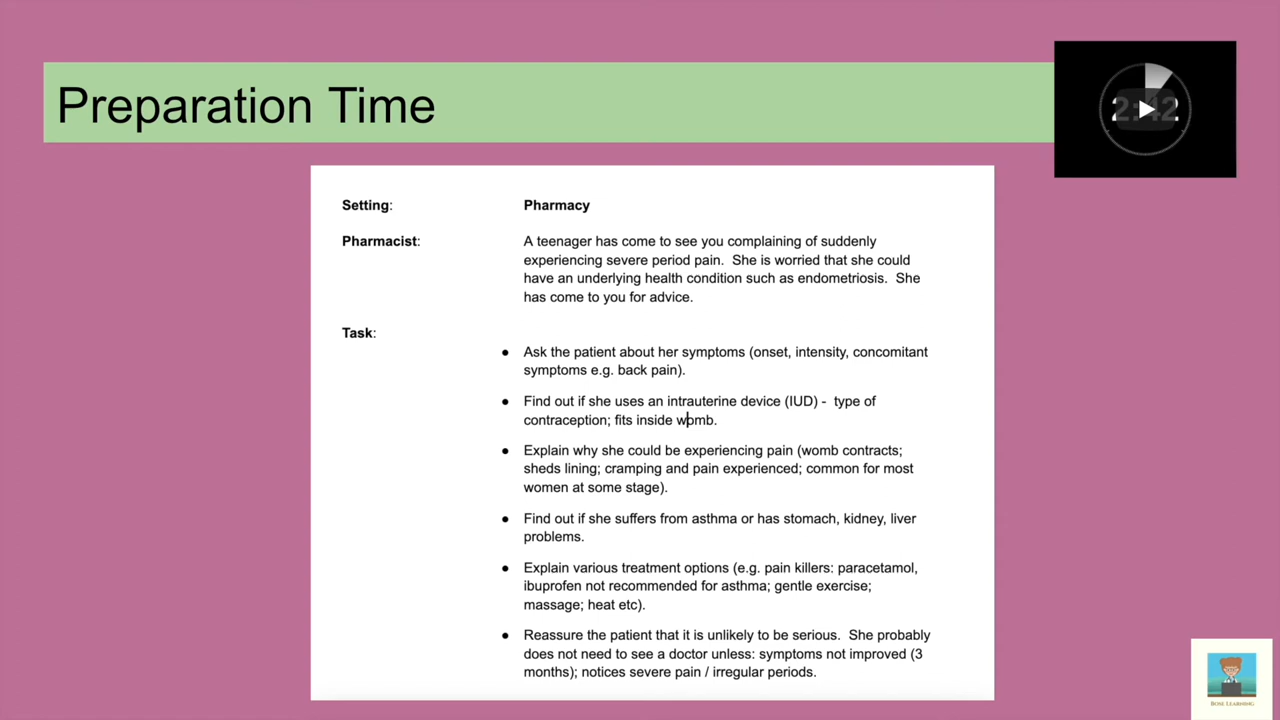 Preparation Time
2:42
Setting: Pharmacy
Pharmacist: A teenager has come to see you complaining of suddenly
experiencing severe period pain. She is worried that she could
have an underlying health condition such as endometriosis. She
has come to you for advice.
Task:
● Ask the patient about her symptoms (onset, intensity, concomitant
symptoms e.g. back pain).
● Find out if she uses an intrauterine device (IUD) - type of
contraception; fits inside womb.
● Explain why she could be experiencing pain (womb contracts;
sheds lining; cramping and pain experienced; common for most
women at some stage).
● Find out if she suffers from asthma or has stomach, kidney, liver
problems.
● Explain various treatment options (e.g. pain killers: paracetamol,
ibuprofen not recommended for asthma; gentle exercise;
massage; heat etc).
● Reassure the patient that it is unlikely to be serious. She probably
does not need to see a doctor unless: symptoms not improved (3
months); notices severe pain / irregular periods.
ROSE LEARNING